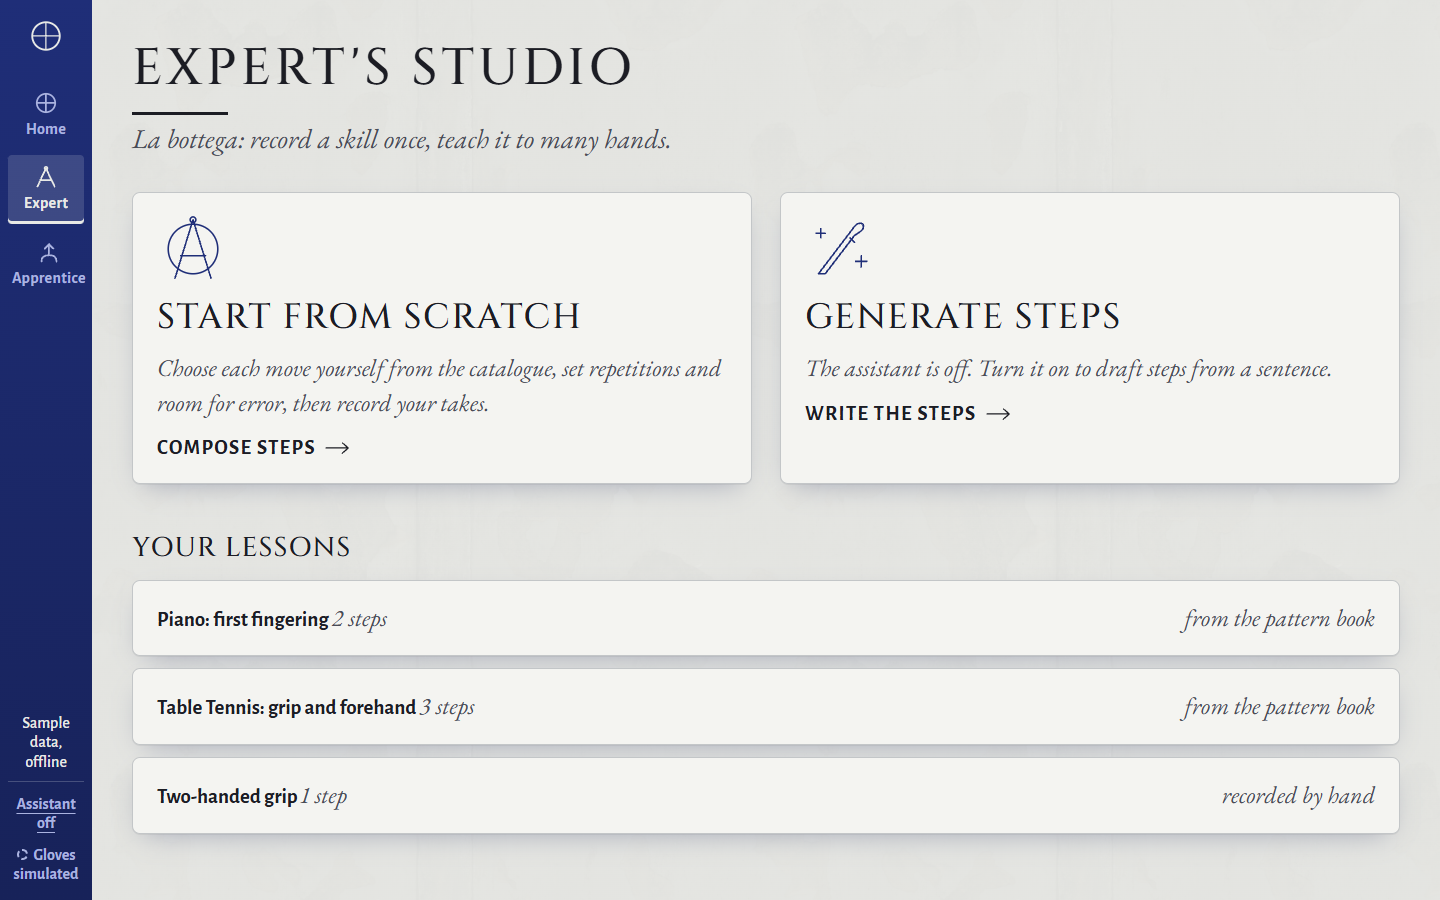 Home
Expert
Apprentice
Sample
data,
offline
Assistant
off
Gloves
simulated
EXPERT'S STUDIO
La bottega: record a skill once, teach it to many hands.
START FROM SCRATCH
Choose each move yourself from the catalogue, set repetitions and
room for error, then record your takes.
COMPOSE STEPS
GENERATE STEPS
The assistant is off. Turn it on to draft steps from a sentence.
WRITE THE STEPS
YOUR LESSONS
Piano: first fingering 2 steps from the pattern book
Table Tennis: grip and forehand 3 steps from the pattern book
Two-handed grip 1 step recorded by hand